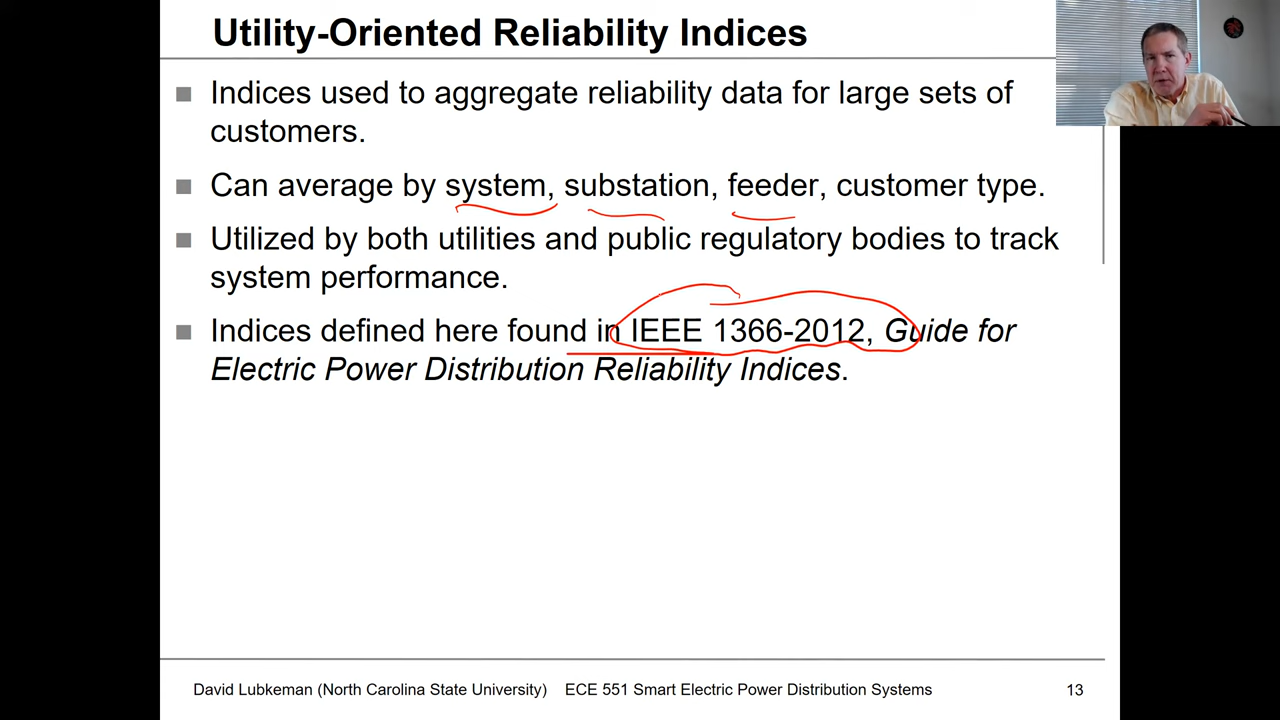 Utility-Oriented Reliability Indices
Indices used to aggregate reliability data for large sets of
customers.
Can average by system, substation, feeder, customer type.
Utilized by both utilities and public regulatory bodies to track
system performance.
Indices defined here found in IEEE 1366-2012, Guide for
Electric Power Distribution Reliability Indices.
David Lubkeman (North Carolina State University) ECE 551 Smart Electric Power Distribution Systems 13